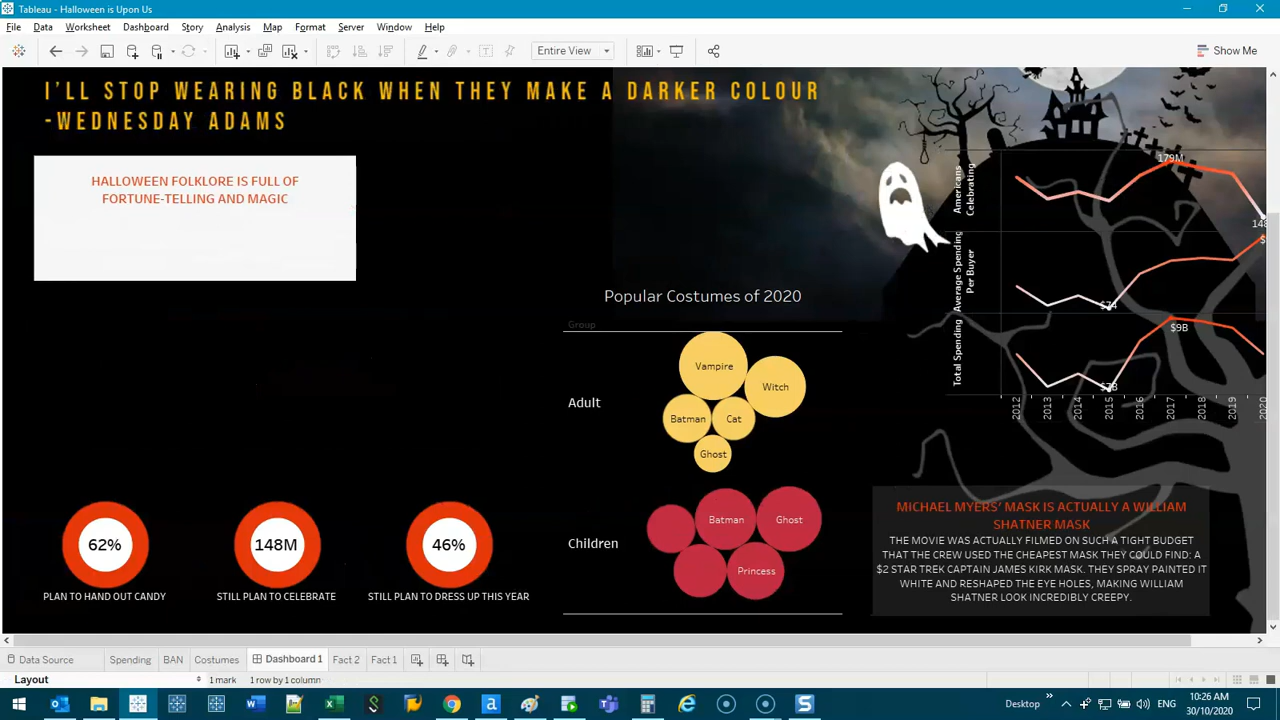 Tableau - Halloween is Upon Us
File Data Worksheet Dashboard Story Analysis Map Format Server Window Help
Entire View
Show Me
I'LL STOP WEARING BLACK WHEN THEY MAKE A DARKER COLOUR
-WEDNESDAY ADAMS
HALLOWEEN FOLKLORE IS FULL OF
FORTUNE-TELLING AND MAGIC
Americans
Celebrating
179M
148
Average Spending
Per Buyer
$
$74
Total Spending
$9B
2012 2013 2014 2015 2016 2017 2018 2019 2020
Popular Costumes of 2020
Group
Adult
Vampire
Witch
Batman
Cat
Ghost
Children
Batman
Ghost
Princess
62%
148M
46%
PLAN TO HAND OUT CANDY
STILL PLAN TO CELEBRATE
STILL PLAN TO DRESS UP THIS YEAR
MICHAEL MYERS' MASK IS ACTUALLY A WILLIAM
SHATNER MASK
THE MOVIE WAS ACTUALLY FILMED ON SUCH A TIGHT BUDGET
THAT THE CREW USED THE CHEAPEST MASK THEY COULD FIND: A
$2 STAR TREK CAPTAIN JAMES KIRK MASK. THEY SPRAY PAINTED IT
WHITE AND RESHAPED THE EYE HOLES, MAKING WILLIAM
SHATNER LOOK INCREDIBLY CREEPY.
Data Source Spending BAN Costumes Dashboard 1 Fact 2 Fact 1
Layout 1 mark 1 row by 1 column
Desktop ENG
10:26 AM
30/10/2020